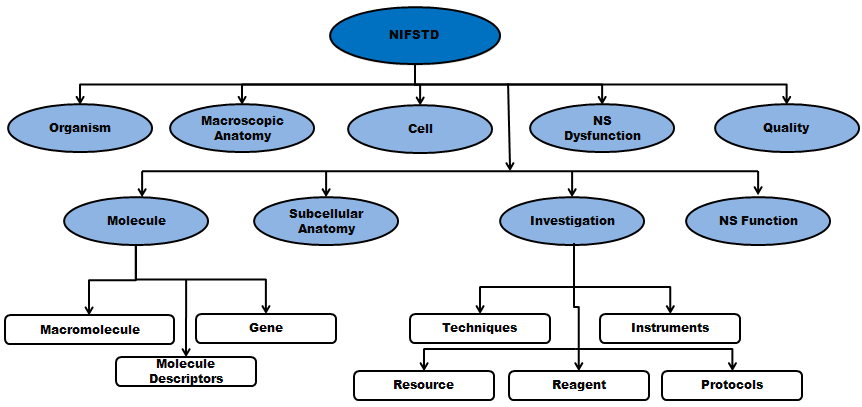 NIFSTD
Organism
Macroscopic
Anatomy
Cell
NS
Dysfunction
Quality
Molecule
Subcellular
Anatomy
Investigation
NS Function
Macromolecule
Gene
Techniques
Instruments
Molecule
Descriptors
Resource
Reagent
Protocols